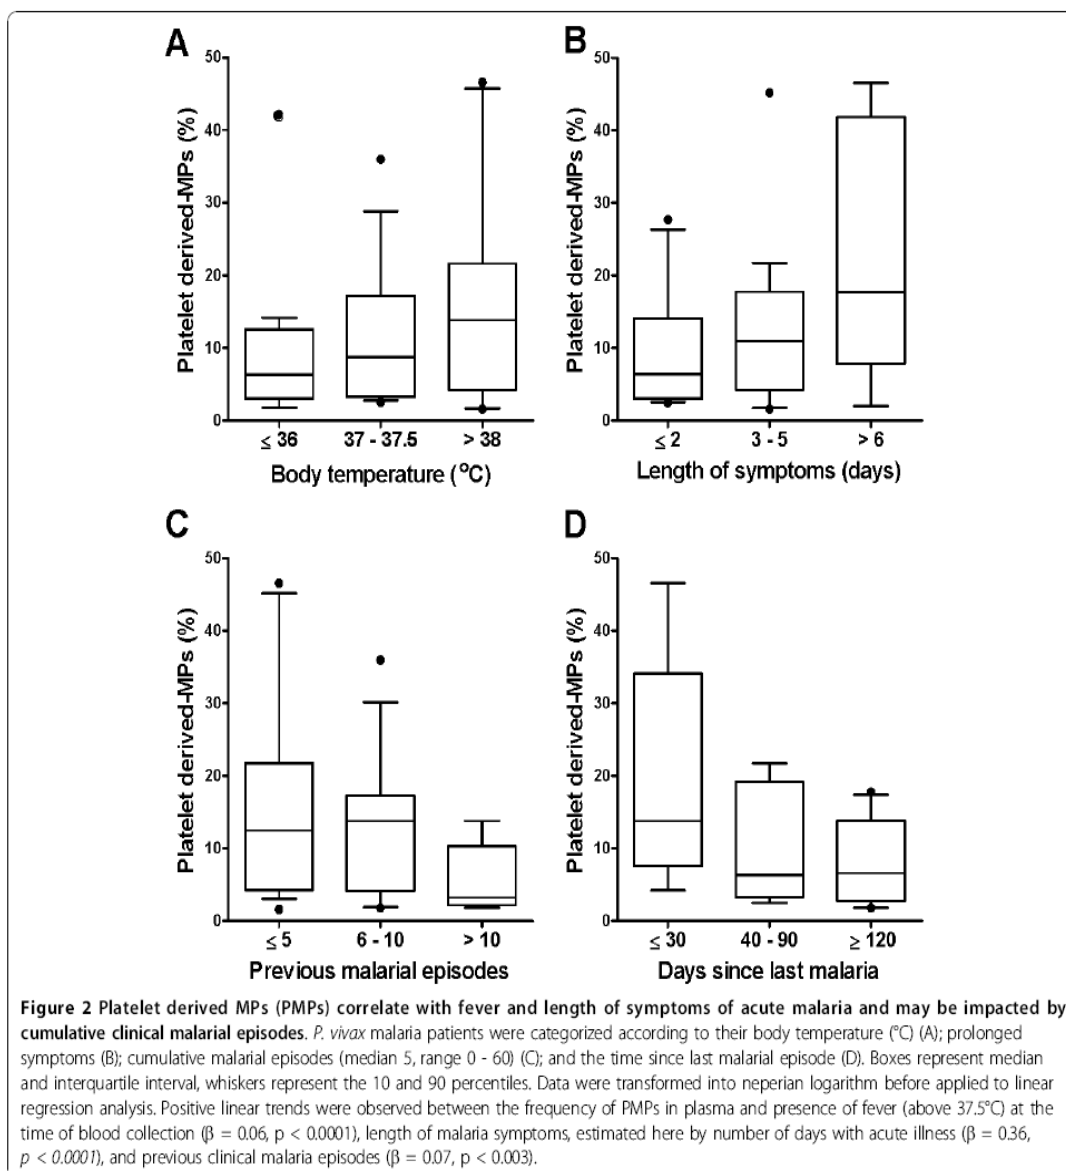 A
B
Platelet derived-MPs (%)
50
40
30
20
10
0
≤ 36 37 - 37.5 > 38
Body temperature (°C)
Platelet derived-MPs (%)
50
40
30
20
10
0
≤ 2 3 - 5 > 6
Length of symptoms (days)
C
D
Platelet derived-MPs (%)
50
40
30
20
10
0
≤ 5 6 - 10 > 10
Previous malarial episodes
Platelet derived-MPs (%)
50
40
30
20
10
0
≤ 30 40 - 90 ≥ 120
Days since last malaria
Figure 2 Platelet derived MPs (PMPs) correlate with fever and length of symptoms of acute malaria and may be impacted by
cumulative clinical malarial episodes. P. vivax malaria patients were categorized according to their body temperature (°C) (A); prolonged
symptoms (B); cumulative malarial episodes (median 5, range 0 - 60) (C); and the time since last malarial episode (D). Boxes represent median
and interquartile interval, whiskers represent the 10 and 90 percentiles. Data were transformed into neperian logarithm before applied to linear
regression analysis. Positive linear trends were observed between the frequency of PMPs in plasma and presence of fever (above 37.5°C) at the
time of blood collection (β = 0.06, p < 0.0001), length of malaria symptoms, estimated here by number of days with acute illness (β = 0.36,
p < 0.0001), and previous clinical malaria episodes (β = 0.07, p < 0.003).